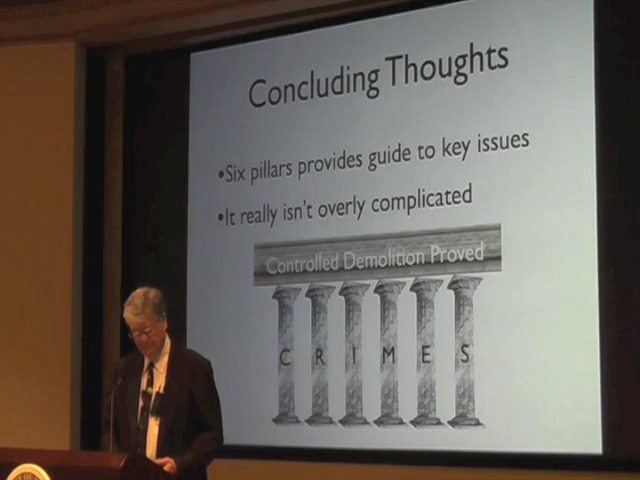 Concluding Thoughts
•Six pillars provides guide to key issues
•It really isn't overly complicated
Controlled Demolition Proved
C R I M E S